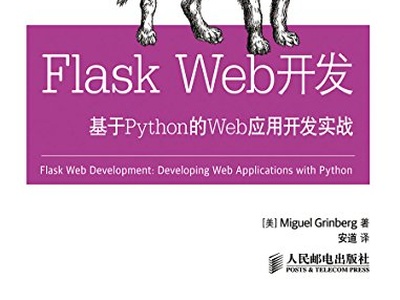 Flask Web开发
基于Python的Web应用开发实战
Flask Web Development: Developing Web Applications with Python
[美] Miguel Grinberg 著
安道 译
人民邮电出版社
POSTS & TELECOM PRESS